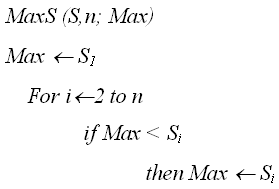 MaxS (S,n; Max)
Max ← S1
For i←2 to n
if Max < Si
then Max ← Si